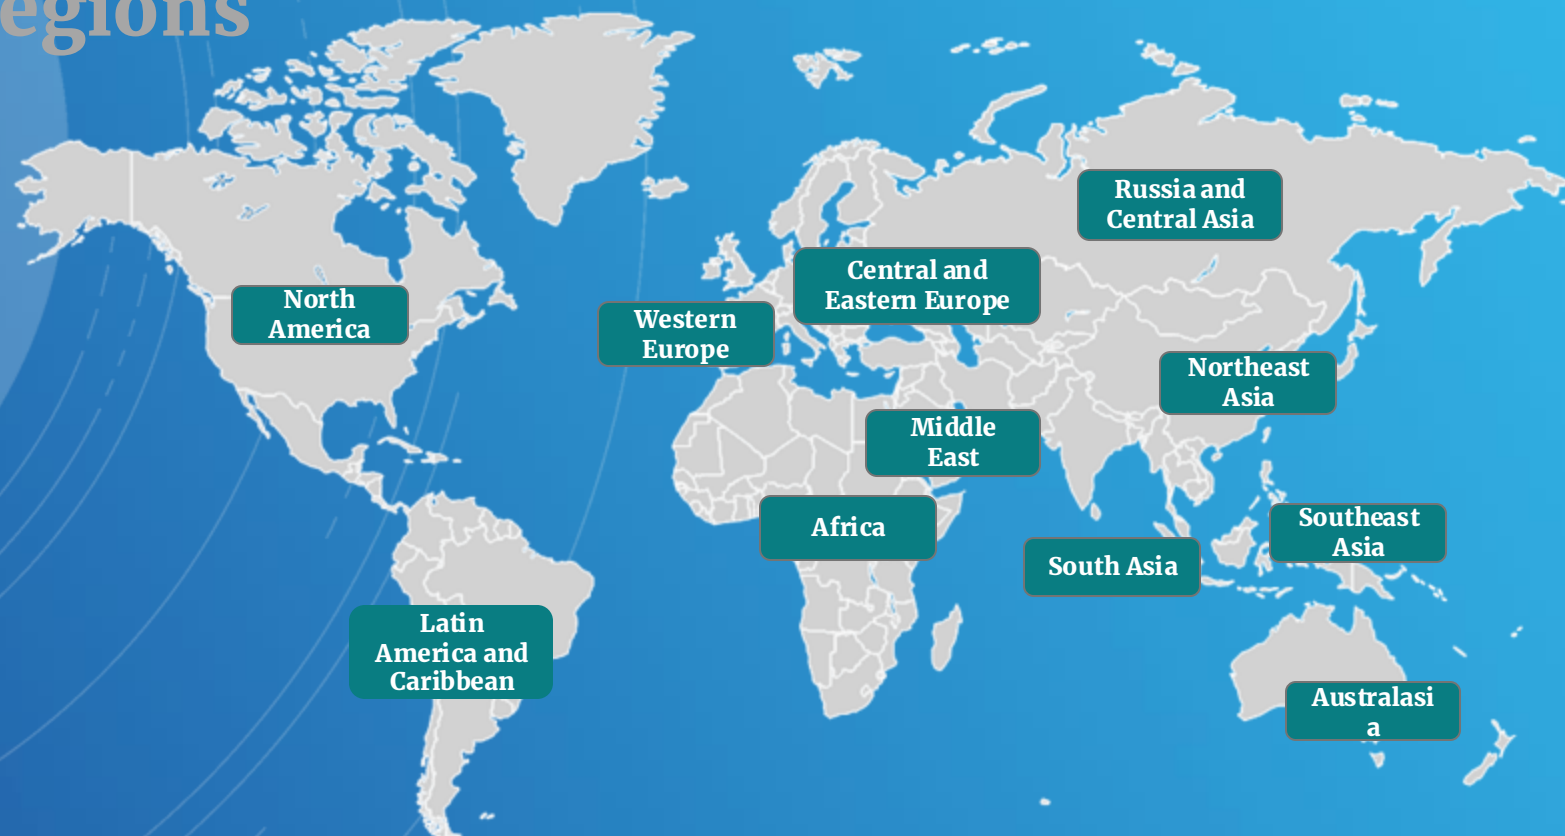 egions
Russia and
Central Asia
Central and
Eastern Europe
North
America
Western
Europe
Northeast
Asia
Middle
East
Africa
Southeast
Asia
South Asia
Latin
America and
Caribbean
Australasi
a